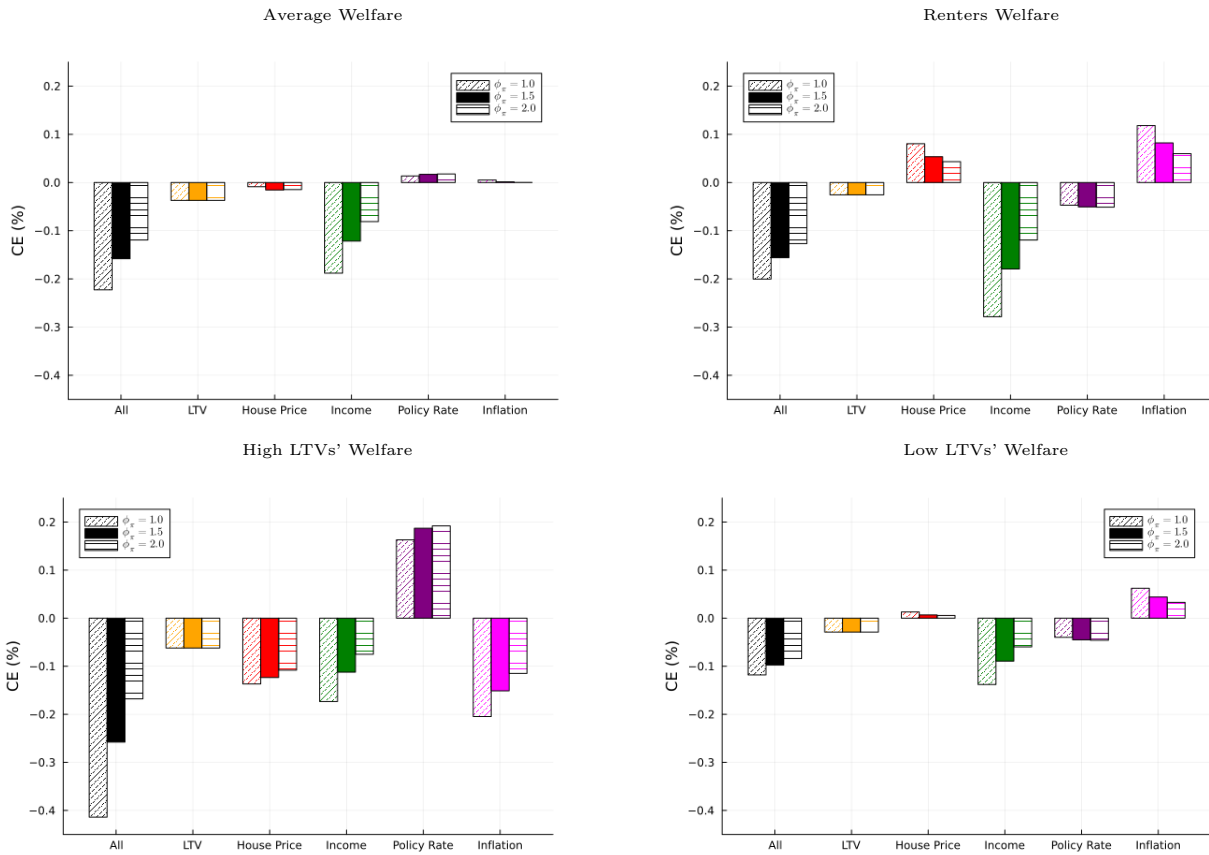 Average Welfare
CE (%)
0.2
0.1
0.0
−0.1
−0.2
−0.3
−0.4
ϕπ = 1.0
ϕπ = 1.5
ϕπ = 2.0
All LTV House Price Income Policy Rate Inflation
Renters Welfare
CE (%)
0.2
0.1
0.0
−0.1
−0.2
−0.3
−0.4
ϕπ = 1.0
ϕπ = 1.5
ϕπ = 2.0
All LTV House Price Income Policy Rate Inflation
High LTVs' Welfare
CE (%)
0.2
0.1
0.0
−0.1
−0.2
−0.3
−0.4
ϕπ = 1.0
ϕπ = 1.5
ϕπ = 2.0
All LTV House Price Income Policy Rate Inflation
Low LTVs' Welfare
CE (%)
0.2
0.1
0.0
−0.1
−0.2
−0.3
−0.4
ϕπ = 1.0
ϕπ = 1.5
ϕπ = 2.0
All LTV House Price Income Policy Rate Inflation